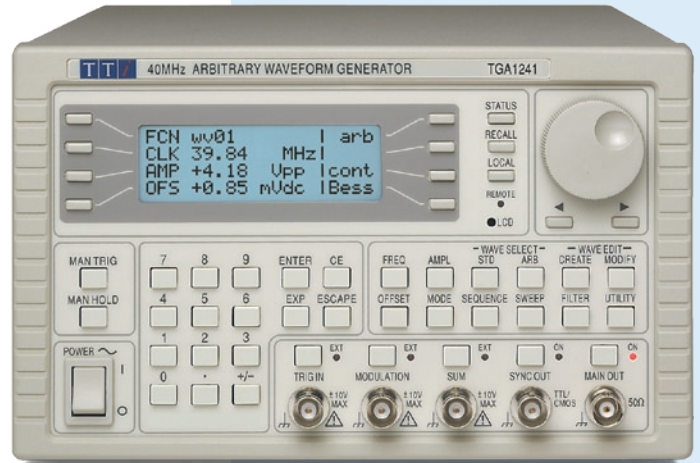 TTi 40MHz ARBITRARY WAVEFORM GENERATOR TGA1241
FCN wv01 | arb
CLK 39.84 MHz|
AMP +4.18 Vpp |cont
OFS +0.85 mVdc |Bess
STATUS
RECALL
LOCAL
REMOTE
LCD
MAN TRIG
MAN HOLD
7 8 9 ENTER CE
4 5 6 EXP ESCAPE
1 2 3
0 . +/−
WAVE SELECT
WAVE EDIT
FREQ AMPL STD ARB CREATE MODIFY
OFFSET MODE SEQUENCE SWEEP FILTER UTILITY
POWER
I
O
EXT EXT EXT ON ON
TRIG IN MODULATION SUM SYNC OUT MAIN OUT
±10V MAX ±10V MAX ±10V MAX TTL/CMOS 50Ω